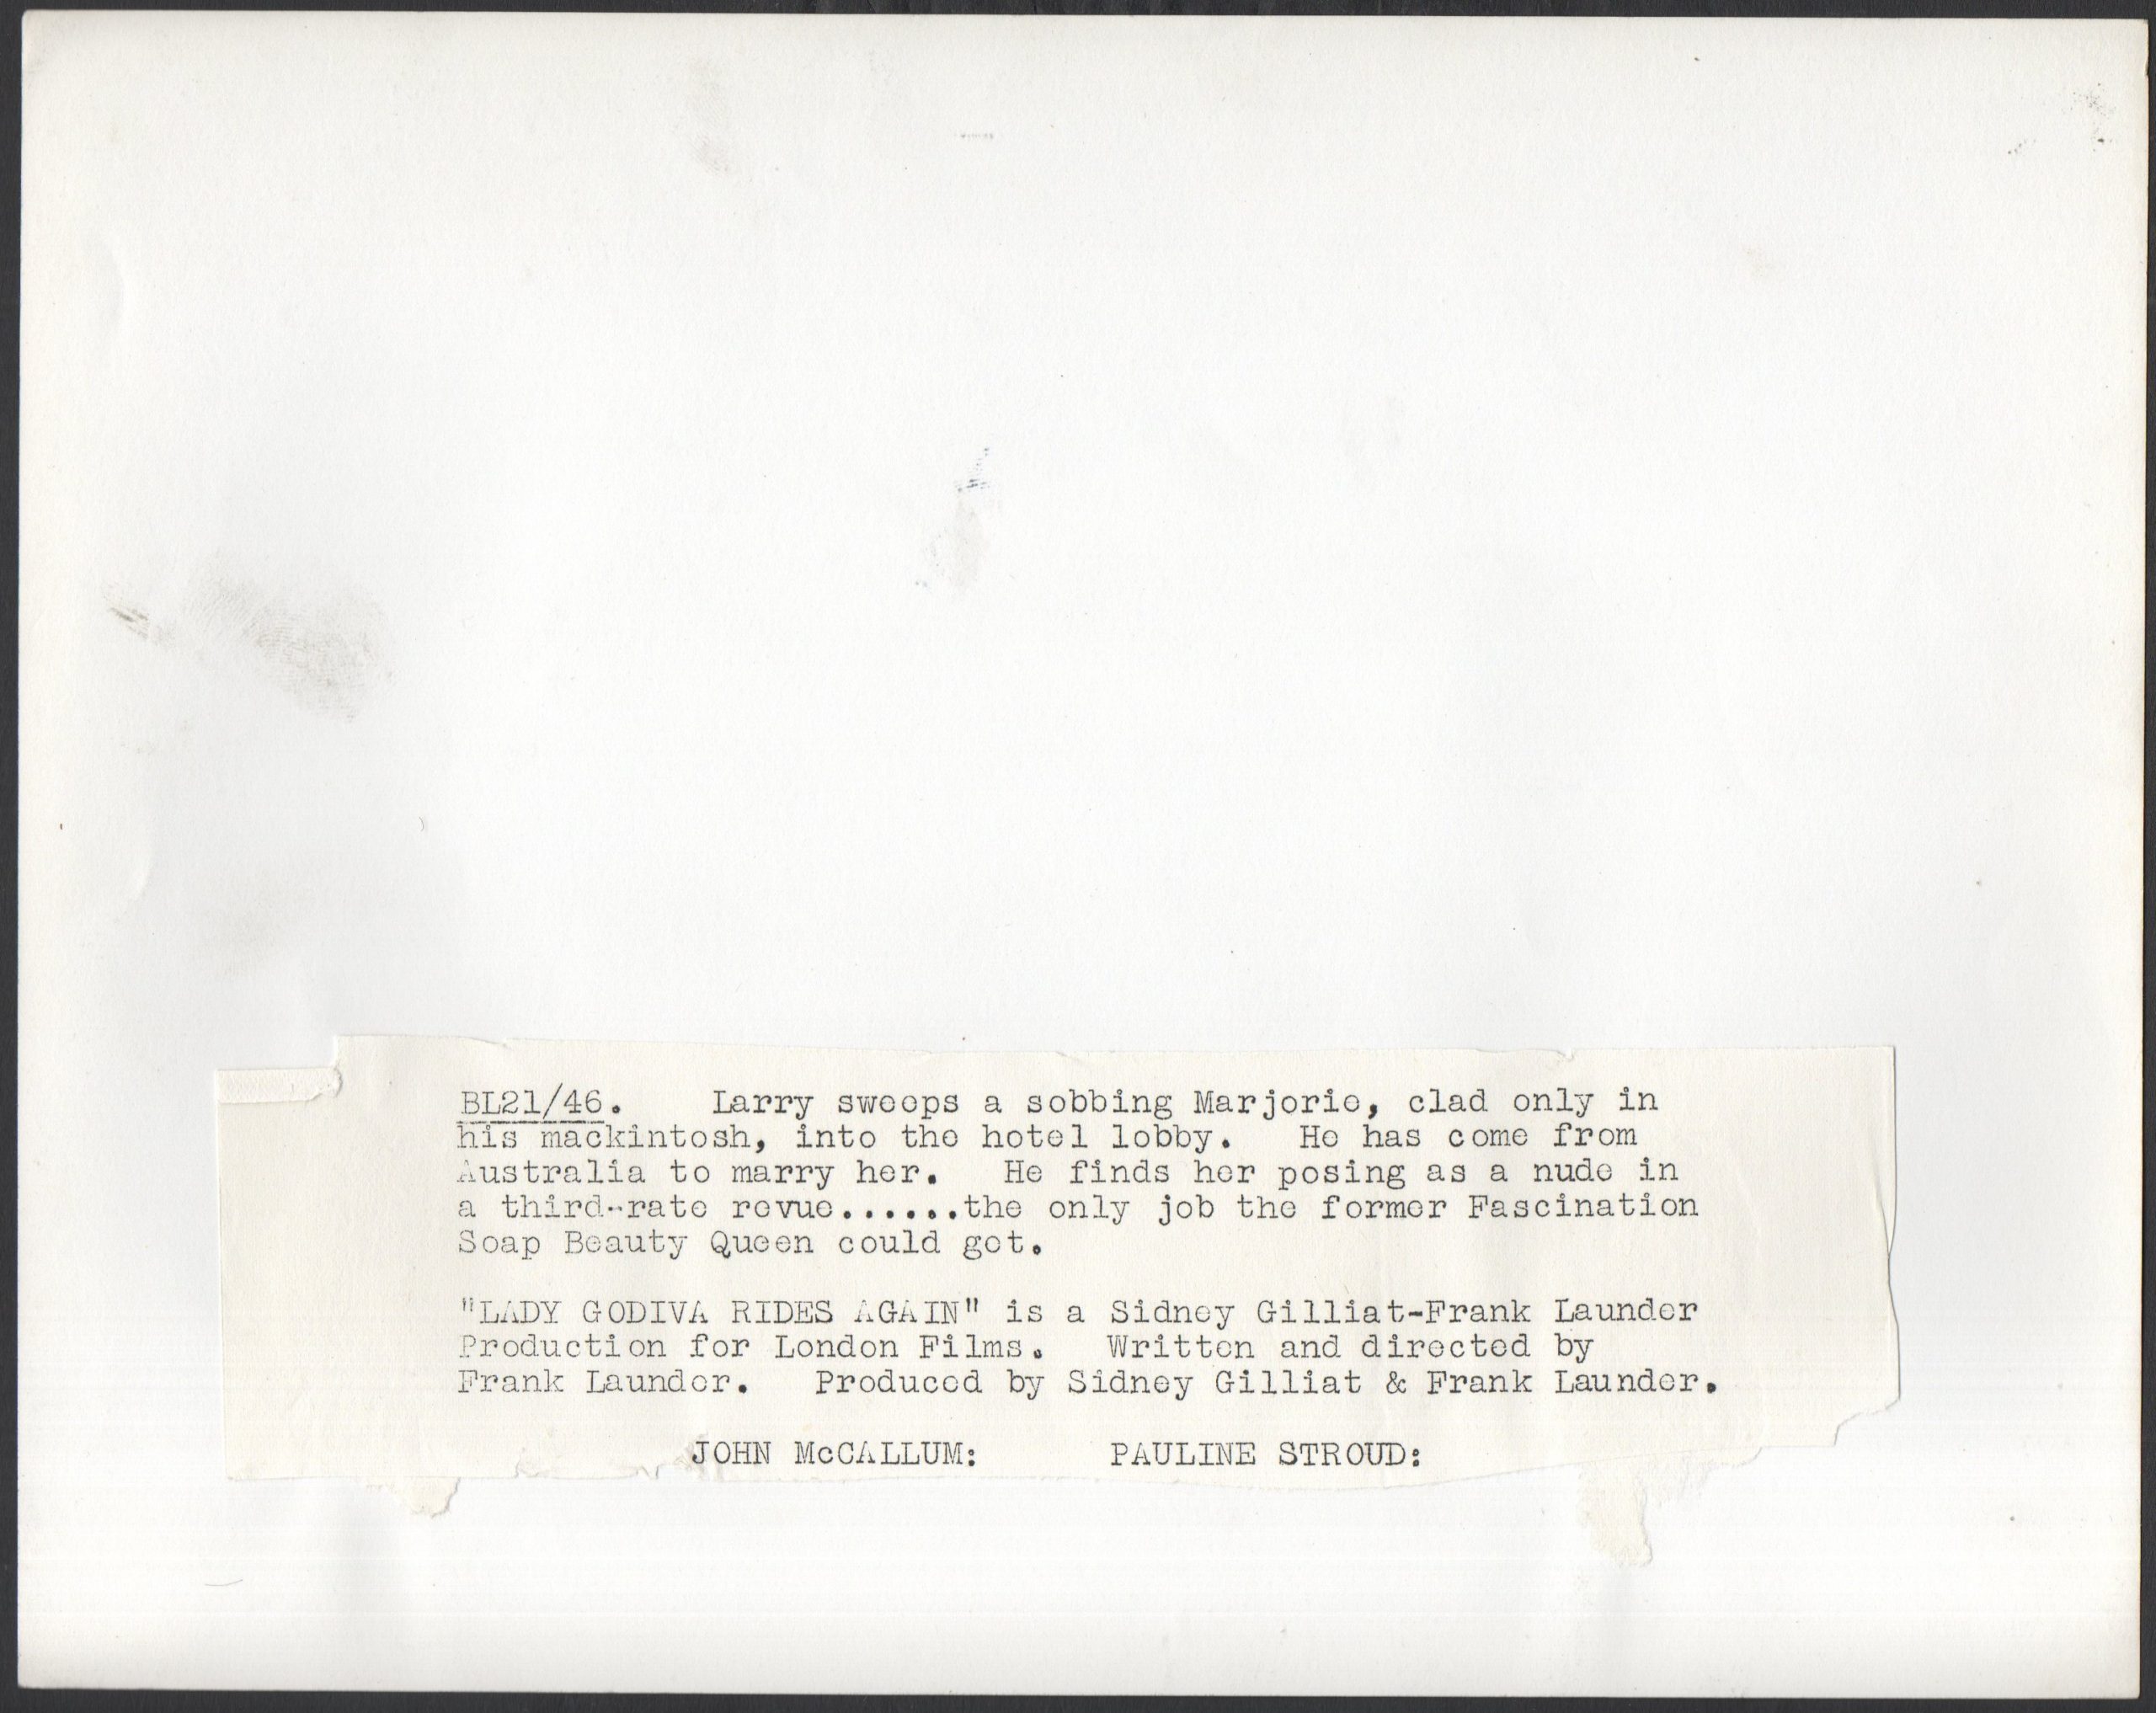 BL21/46. Larry sweeps a sobbing Marjorie, clad only in
his mackintosh, into the hotel lobby. He has come from
Australia to marry her. He finds her posing as a nude in
a third-rate revue......the only job the former Fascination
Soap Beauty Queen could get.
"LADY GODIVA RIDES AGAIN" is a Sidney Gilliat-Frank Launder
Production for London Films. Written and directed by
Frank Launder. Produced by Sidney Gilliat & Frank Launder.
JOHN McCALLUM: PAULINE STROUD: